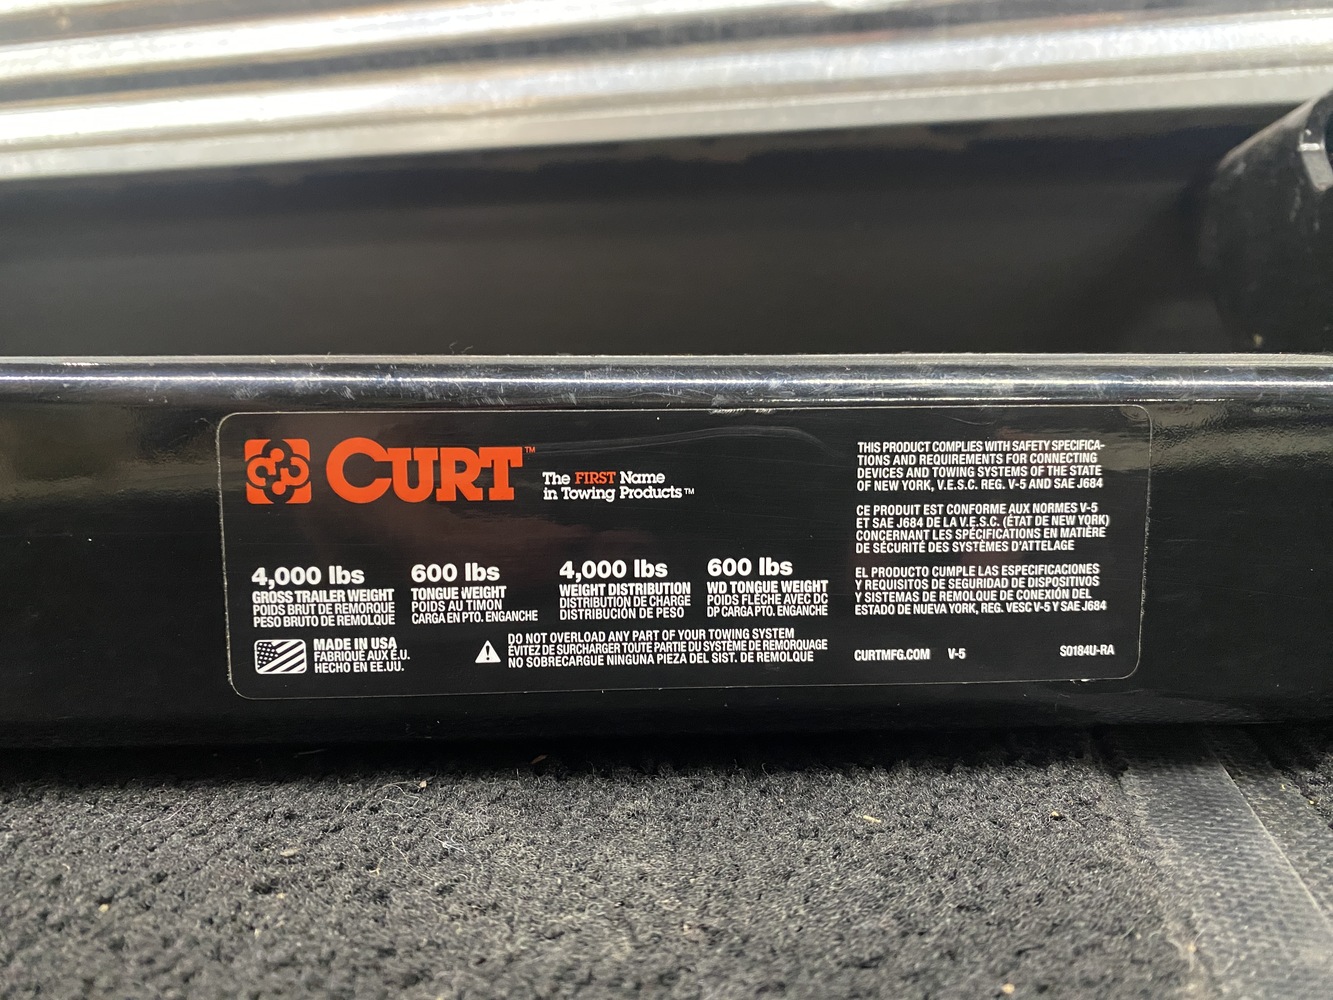 CURT™
The FIRST Name
in Towing Products™
4,000 lbs
GROSS TRAILER WEIGHT
POIDS BRUT DE REMORQUE
PESO BRUTO DE REMOLQUE
600 lbs
TONGUE WEIGHT
POIDS AU TIMON
CARGA EN PTO. ENGANCHE
4,000 lbs
WEIGHT DISTRIBUTION
DISTRIBUTION DE CHARGE
DISTRIBUCIÓN DE PESO
600 lbs
WD TONGUE WEIGHT
POIDS FLÈCHE AVEC DC
DP CARGA PTO. ENGANCHE
MADE IN USA
FABRIQUÉ AUX É.U.
HECHO EN EE.UU.
DO NOT OVERLOAD ANY PART OF YOUR TOWING SYSTEM
ÉVITEZ DE SURCHARGER TOUTE PARTIE DU SYSTÈME DE REMORQUAGE
NO SOBRECARGUE NINGUNA PIEZA DEL SIST. DE REMOLQUE
THIS PRODUCT COMPLIES WITH SAFETY SPECIFICA-
TIONS AND REQUIREMENTS FOR CONNECTING
DEVICES AND TOWING SYSTEMS OF THE STATE
OF NEW YORK, V.E.S.C. REG. V-5 AND SAE J684
CE PRODUIT EST CONFORME AUX NORMES V-5
ET SAE J684 DE LA V.E.S.C. (ÉTAT DE NEW YORK)
CONCERNANT LES SPÉCIFICATIONS EN MATIÈRE
DE SÉCURITÉ DES SYSTÈMES D'ATTELAGE
EL PRODUCTO CUMPLE LAS ESPECIFICACIONES
Y REQUISITOS DE SEGURIDAD DE DISPOSITIVOS
Y SISTEMAS DE REMOLQUE DE CONEXIÓN DEL
ESTADO DE NUEVA YORK, REG. VESC V-5 Y SAE J684
CURTMFG.COM V-5 S0184U-RA